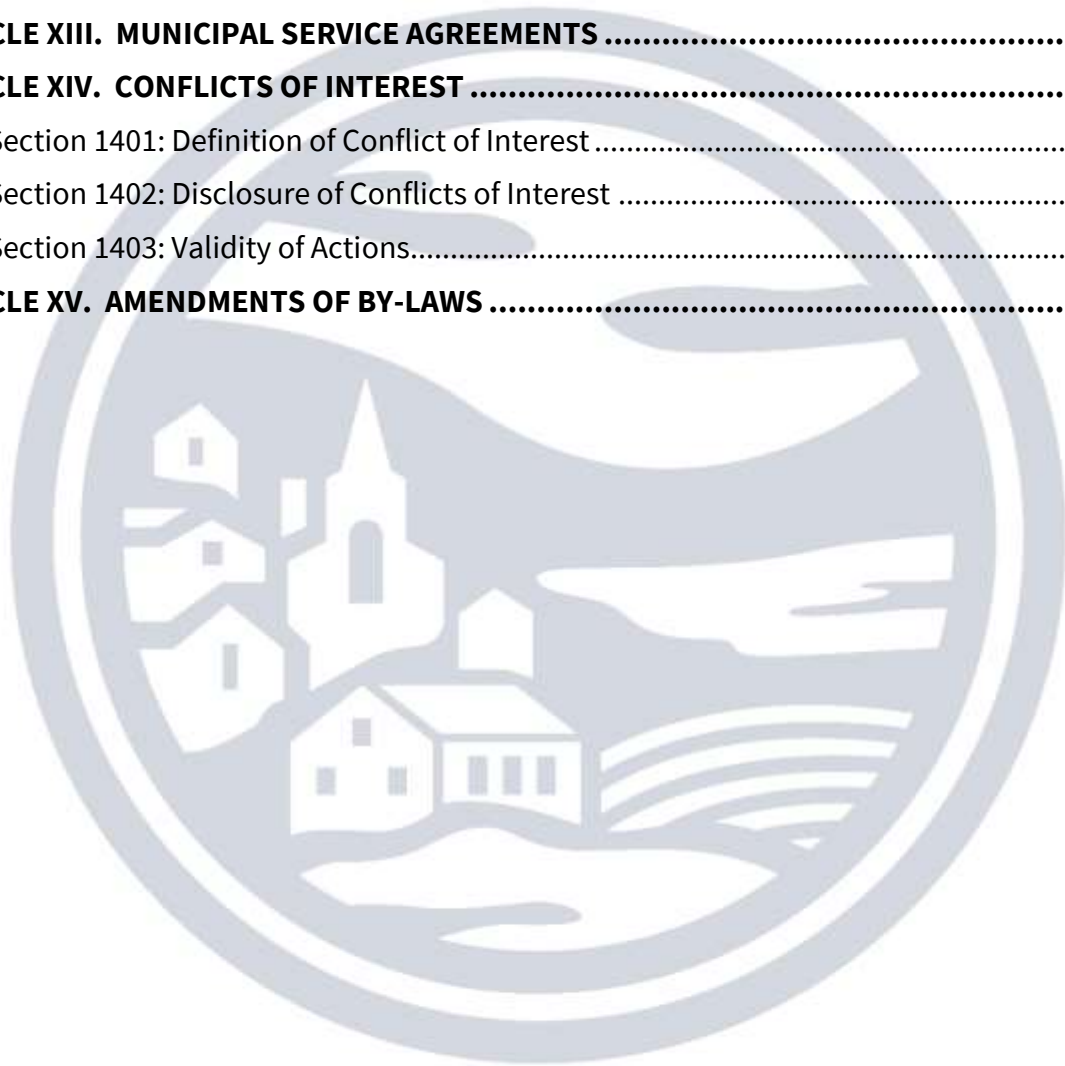 CLE XIII. MUNICIPAL SERVICE AGREEMENTS ................................................
CLE XIV. CONFLICTS OF INTEREST ..............................................................
Section 1401: Definition of Conflict of Interest ..............................................................
Section 1402: Disclosure of Conflicts of Interest ...........................................................
Section 1403: Validity of Actions.....................................................................................
CLE XV. AMENDMENTS OF BY-LAWS ............................................................